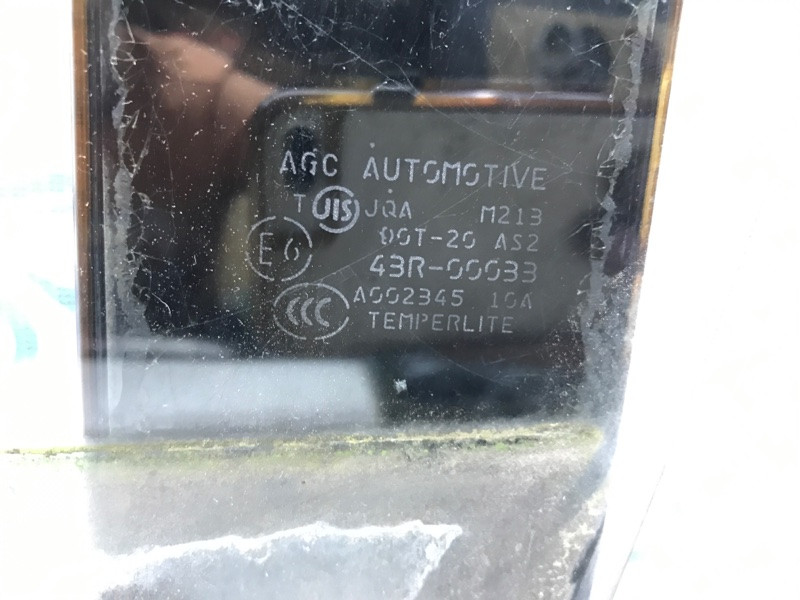 AGC AUTOMOTIVE
T JIS JQA M213
DOT-20 AS2
E6 43R-00033
CCC A002345 10A
TEMPERLITE